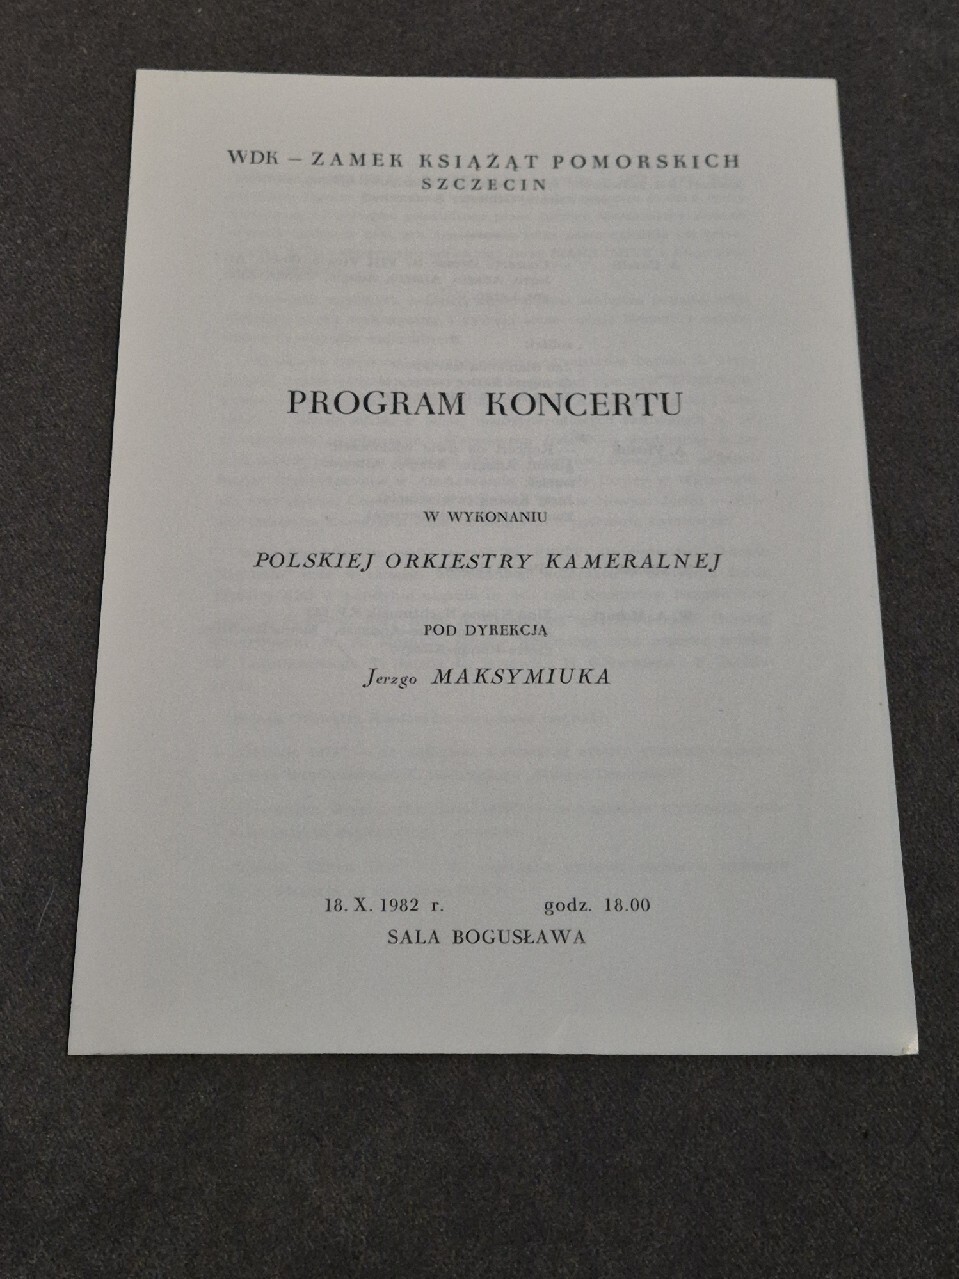 WDK – ZAMEK KSIĄŻĄT POMORSKICH
SZCZECIN
PROGRAM KONCERTU
W WYKONANIU
POLSKIEJ ORKIESTRY KAMERALNEJ
POD DYREKCJĄ
Jerzgo MAKSYMIUKA
18. X. 1982 r. godz. 18.00
SALA BOGUSŁAWA